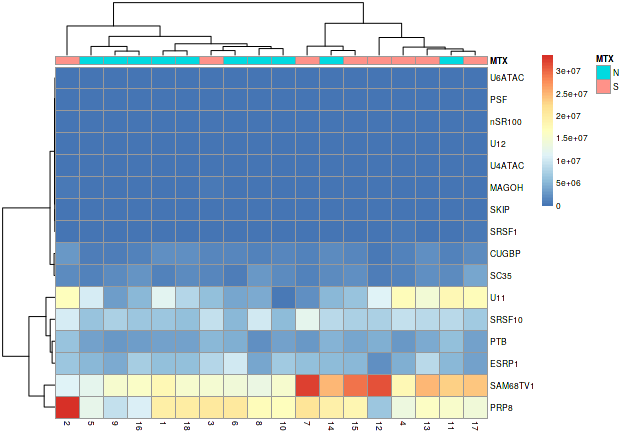 MTX
U6ATAC
PSF
nSR100
U12
U4ATAC
MAGOH
SKIP
SRSF1
CUGBP
SC35
U11
SRSF10
PTB
ESRP1
SAM68TV1
PRP8
2 5 9 16 1 18 3 6 8 10 7 14 15 12 4 13 11 17
3e+07
2.5e+07
2e+07
1.5e+07
1e+07
5e+06
0
MTX
N
S